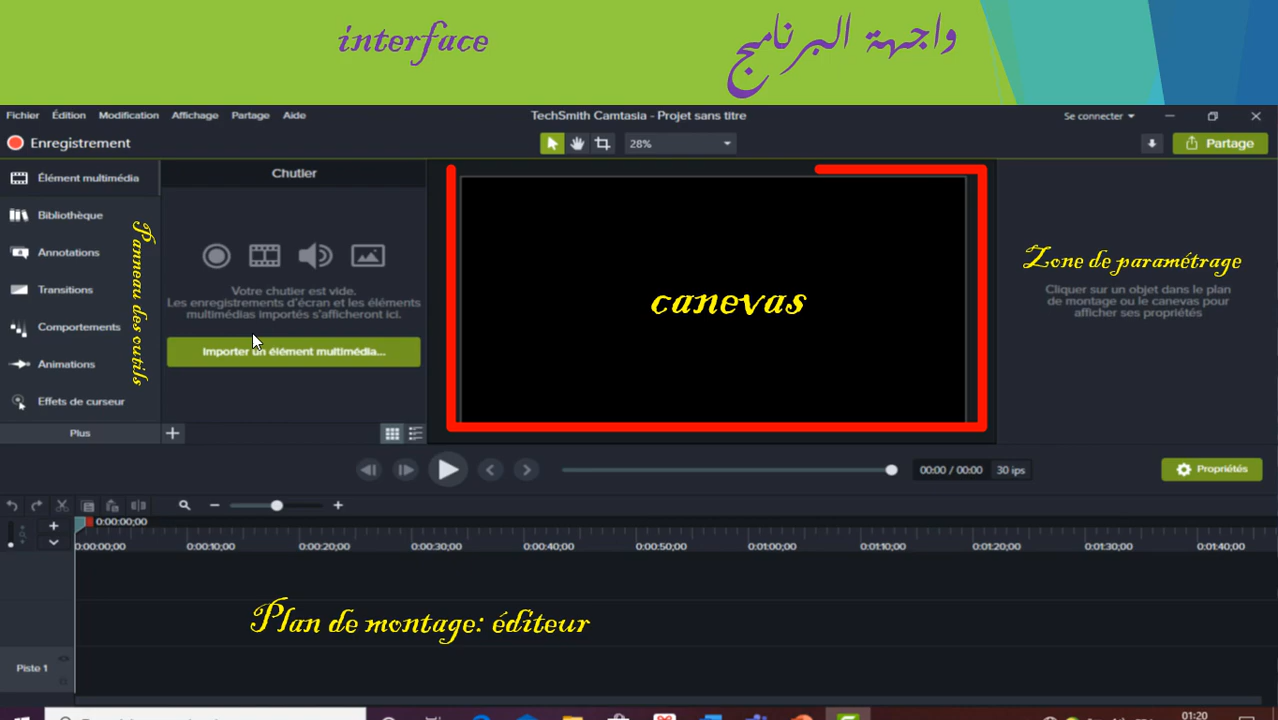 interface
واجهة البرنامج
Fichier Édition Modification Affichage Partage Aide
TechSmith Camtasia - Projet sans titre
Se connecter
Enregistrement
28%
Partage
Élément multimédia
Bibliothèque
Annotations
Transitions
Comportements
Animations
Effets de curseur
Plus
Panneau des outils
Chutier
Votre chutier est vide.
Les enregistrements d'écran et les éléments
multimédias importés s'afficheront ici.
Importer un élément multimédia...
canevas
Zone de paramétrage
Cliquer sur un objet dans le plan
de montage ou le canevas pour
afficher ses propriétés
00:00 / 00:00 30 ips
Propriétés
0:00:00;00
0:00:00;00 0:00:10;00 0:00:20;00 0:00:30;00 0:00:40;00 0:00:50;00 0:01:00;00 0:01:10;00 0:01:20;00 0:01:30;00 0:01:40;00
Plan de montage: éditeur
Piste 1
01:20